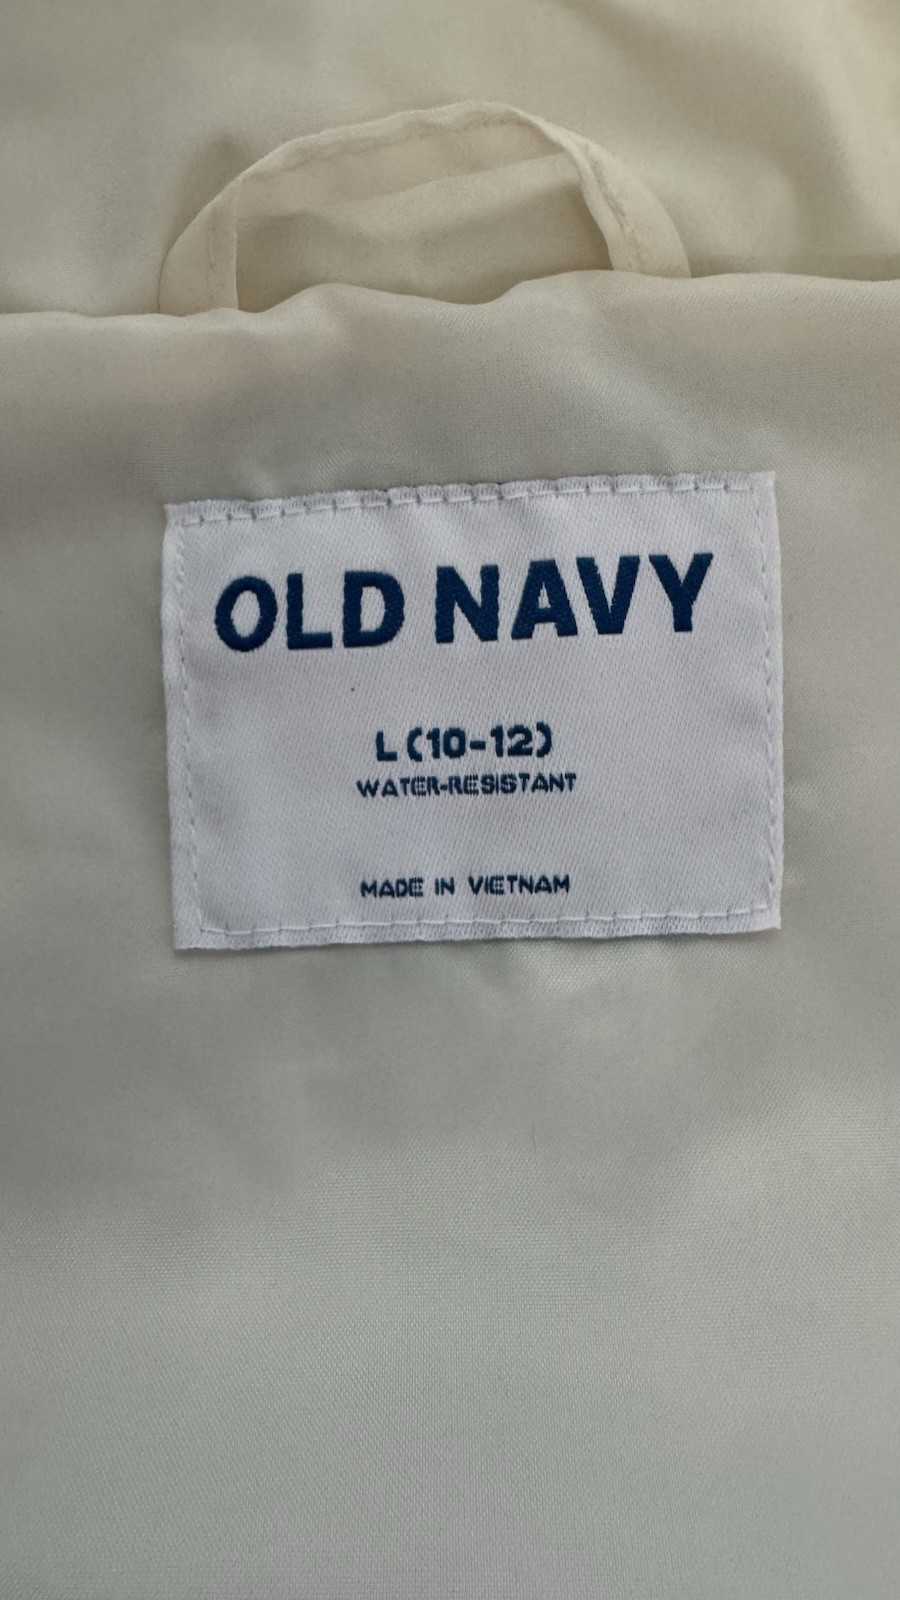 OLD NAVY
L (10-12)
WATER-RESISTANT
MADE IN VIETNAM